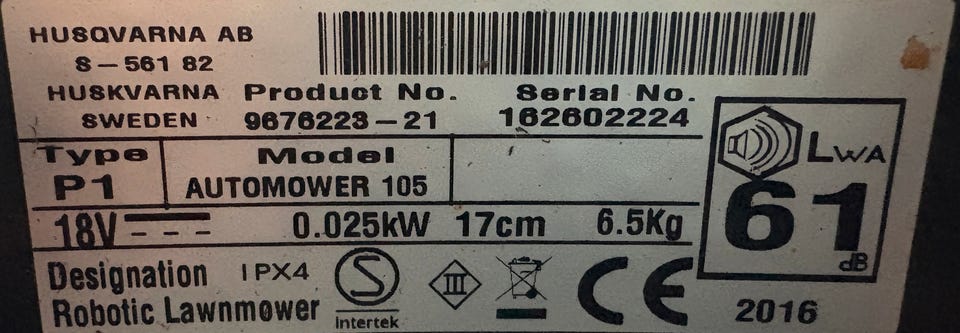 HUSQVARNA AB
S-561 82
HUSKVARNA Product No. Serial No.
SWEDEN 9676223-21 162602224
Type Model
P1 AUTOMOWER 105
18V 0.025kW 17cm 6.5Kg
LWA
61
dB
Designation IPX4
Robotic Lawnmower
S
Intertek
III
CE
2016